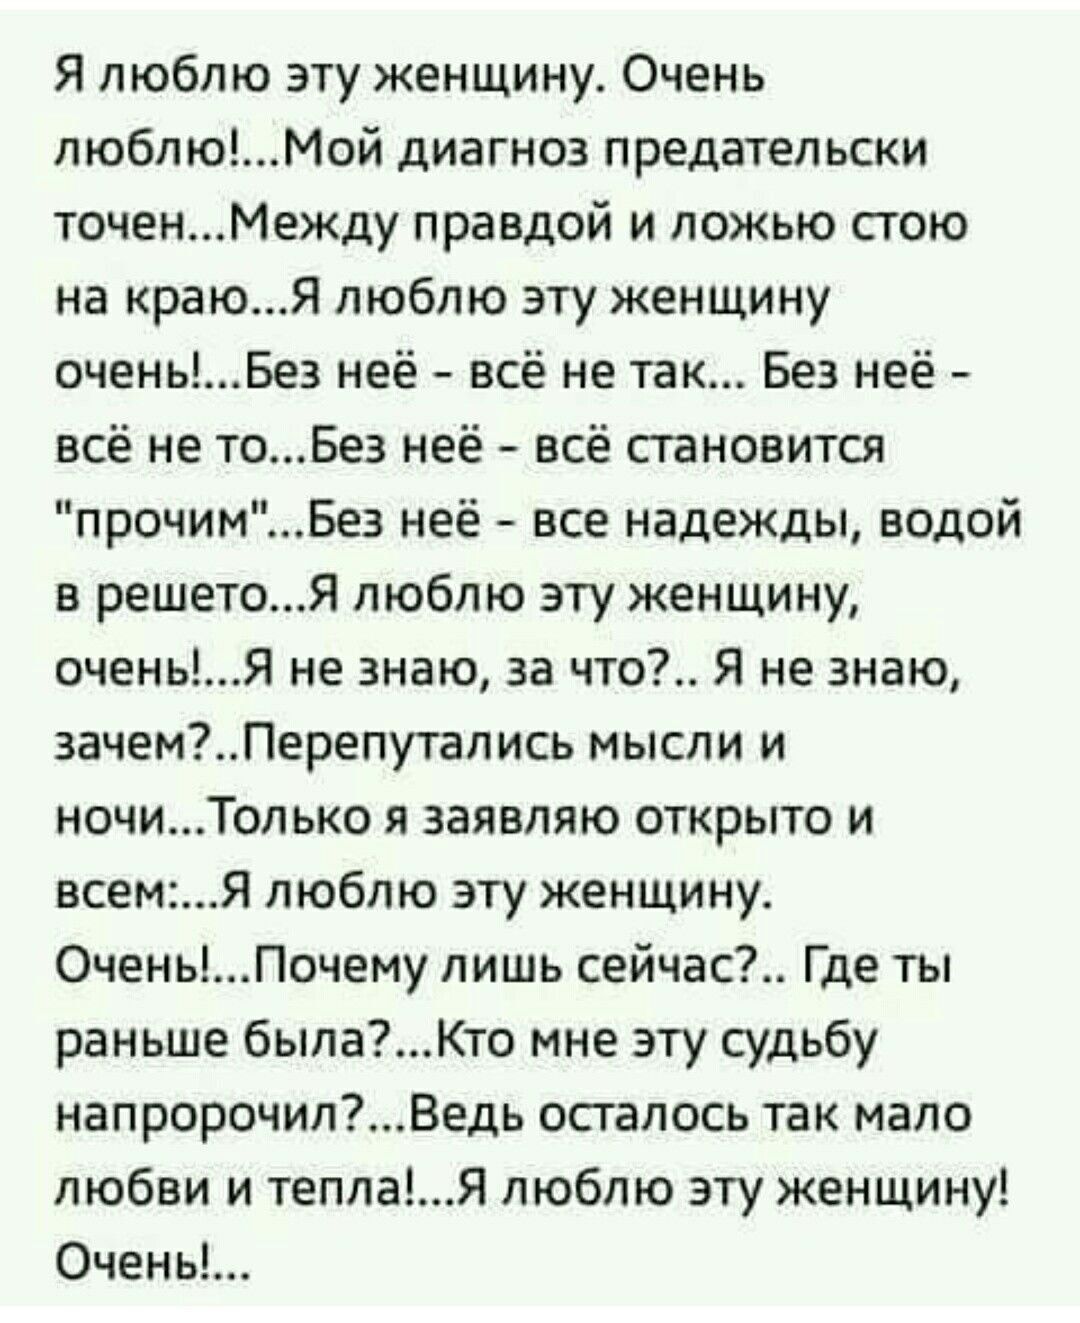 Я люблю эту женщину. Очень
люблю!...Мой диагноз предательски
точен...Между правдой и ложью стою
на краю...Я люблю эту женщину
очень!...Без неё - всё не так... Без неё -
всё не то...Без неё - всё становится
"прочим"...Без неё - все надежды, водой
в решето...Я люблю эту женщину,
очень!...Я не знаю, за что?.. Я не знаю,
зачем?..Перепутались мысли и
ночи...Только я заявляю открыто и
всем:...Я люблю эту женщину.
Очень!...Почему лишь сейчас?.. Где ты
раньше была?...Кто мне эту судьбу
напророчил?...Ведь осталось так мало
любви и тепла!...Я люблю эту женщину!
Очень!...